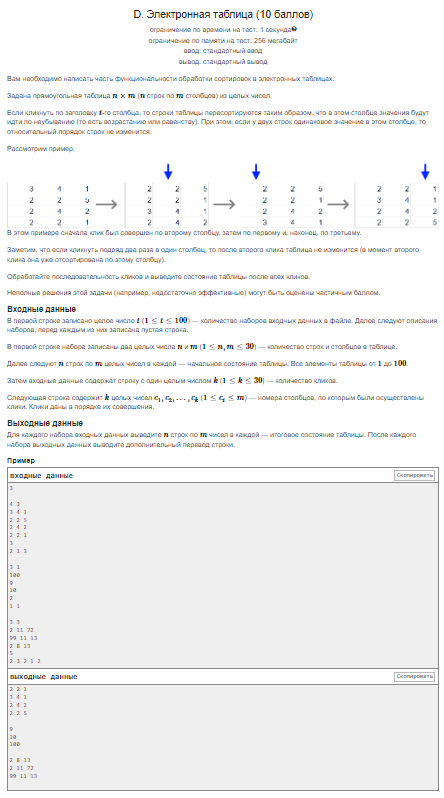 D. Электронная таблица (10 баллов)
ограничение по времени на тест: 1 секунда
ограничение по памяти на тест: 256 мегабайт
ввод: стандартный ввод
вывод: стандартный вывод
Вам необходимо написать часть функциональности обработки сортировок в электронных таблицах.
Задана прямоугольная таблица n × m (n строк по m столбцов) из целых чисел.
Если кликнуть по заголовку i-го столбца, то строки таблицы пересортируются таким образом, что в этом столбце значения будут
идти по неубыванию (то есть возрастанию или равенству). При этом, если у двух строк одинаковое значение в этом столбце, то
относительный порядок строк не изменится.
Рассмотрим пример.
3 4 1 2 2 5 2 2 5 2 2 1
2 2 5 2 2 1 2 2 1 3 4 1
2 4 2 3 4 1 2 4 2 2 4 2
2 2 1 2 4 2 3 4 1 2 2 5
В этом примере сначала клик был совершен по второму столбцу, затем по первому и, наконец, по третьему.
Заметим, что если кликнуть подряд два раза в один столбец, то после второго клика таблица не изменится (в момент второго
клика она уже отсортирована по этому столбцу).
Обработайте последовательность кликов и выведите состояние таблицы после всех кликов.
Неполные решения этой задачи (например, недостаточно эффективные) могут быть оценены частичным баллом.
Входные данные
В первой строке записано целое число t (1 ≤ t ≤ 100) — количество наборов входных данных в файле. Далее следуют описания
наборов, перед каждым из них записана пустая строка.
В первой строке набора записаны два целых числа n и m (1 ≤ n, m ≤ 30) — количество строк и столбцов в таблице.
Далее следуют n строк по m целых чисел в каждой — начальное состояние таблицы. Все элементы таблицы от 1 до 100.
Затем входные данные содержат строку с один целым числом k (1 ≤ k ≤ 30) — количество кликов.
Следующая строка содержит k целых чисел c1, c2, ..., ck (1 ≤ ci ≤ m) — номера столбцов, по которым были осуществлены
клики. Клики даны в порядке их совершения.
Выходные данные
Для каждого набора входных данных выведите n строк по m чисел в каждой — итоговое состояние таблицы. После каждого
набора выходных данных выводите дополнительный перевод строки.
Пример
входные данные
Скопировать
3
4 3
3 4 1
2 2 5
2 4 2
2 2 1
3
2 1 3
3 1
100
9
10
2
1 1
3 3
2 11 72
99 11 13
2 8 13
5
2 3 2 1 2
выходные данные
Скопировать
2 2 1
3 4 1
2 4 2
2 2 5
9
10
100
2 8 13
2 11 72
99 11 13